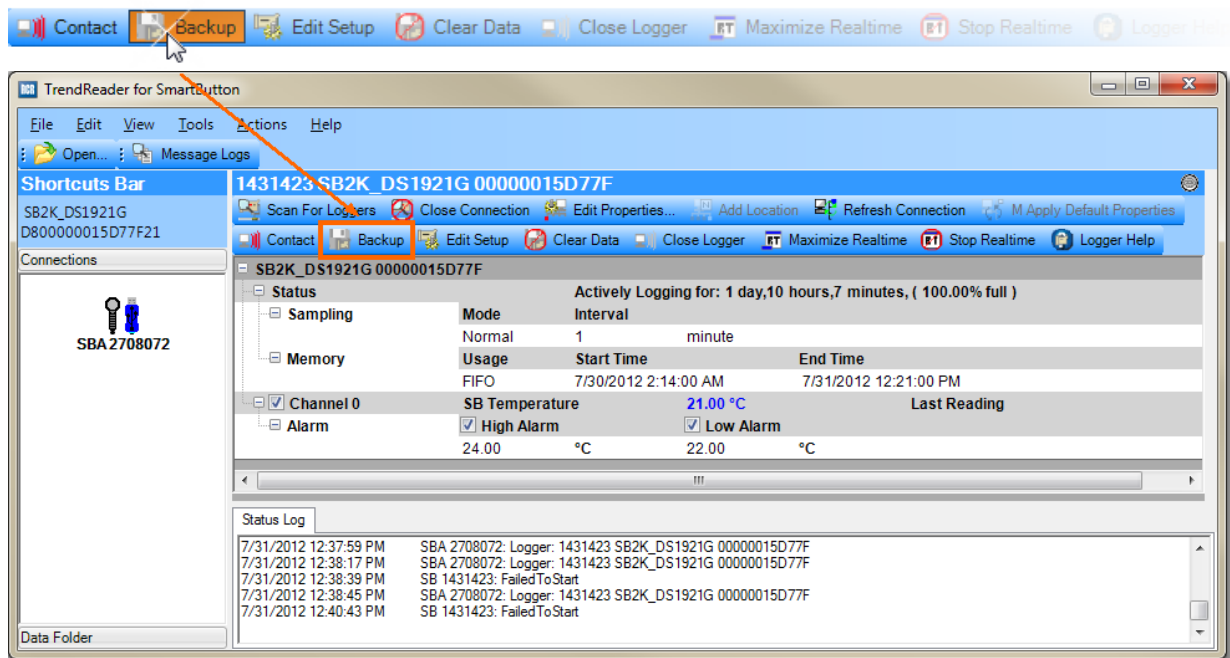 Contact Backup Edit Setup Clear Data Close Logger Maximize Realtime Stop Realtime Logger Help
TrendReader for SmartButton
File Edit View Tools Actions Help
Open... Message Logs
Shortcuts Bar
1431423 SB2K_DS1921G 00000015D77F
SB2K_DS1921G
D800000015D77F21
Scan For Loggers Close Connection Edit Properties... Add Location Refresh Connection M Apply Default Properties
Contact Backup Edit Setup Clear Data Close Logger RT Maximize Realtime Stop Realtime Logger Help
Connections
SBA 2708072
SB2K_DS1921G 00000015D77F
Status Actively Logging for: 1 day,10 hours,7 minutes, ( 100.00% full )
Sampling Mode Interval
Normal 1 minute
Memory Usage Start Time End Time
FIFO 7/30/2012 2:14:00 AM 7/31/2012 12:21:00 PM
Channel 0 SB Temperature 21.00 °C Last Reading
Alarm High Alarm Low Alarm
24.00 °C 22.00 °C
Status Log
7/31/2012 12:37:59 PM SBA 2708072: Logger: 1431423 SB2K_DS1921G 00000015D77F
7/31/2012 12:38:17 PM SBA 2708072: Logger: 1431423 SB2K_DS1921G 00000015D77F
7/31/2012 12:38:39 PM SB 1431423: FailedToStart
7/31/2012 12:38:45 PM SBA 2708072: Logger: 1431423 SB2K_DS1921G 00000015D77F
7/31/2012 12:40:43 PM SB 1431423: FailedToStart
Data Folder